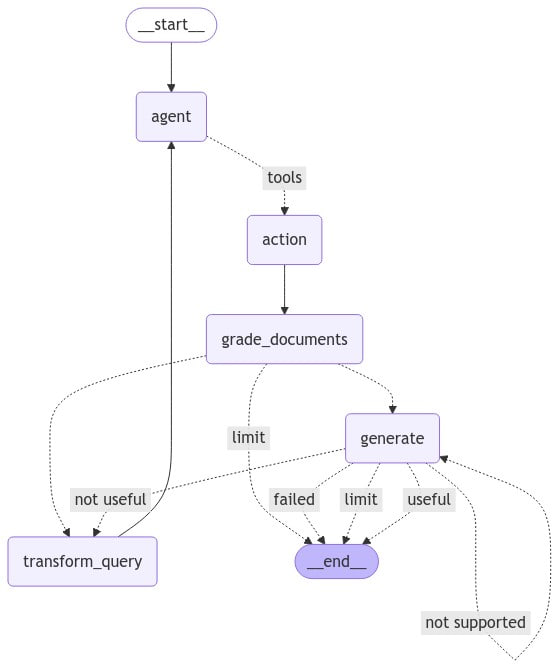 __start__
agent
tools
action
grade_documents
limit
generate
not useful
failed
limit
useful
transform_query
__end__
not supported